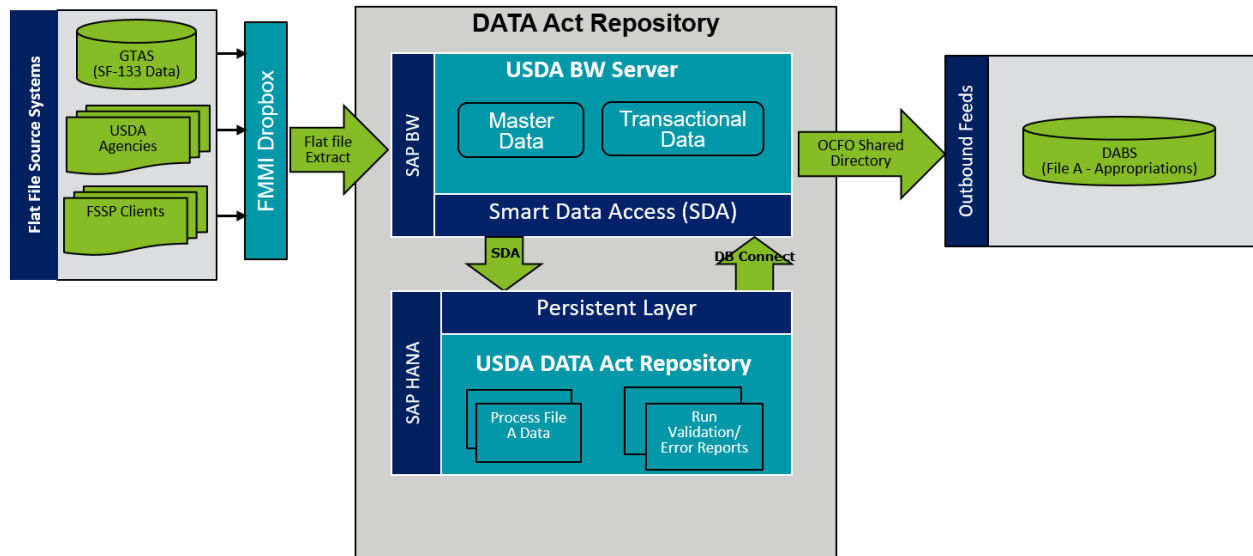 Flat File Source Systems
GTAS
(SF-133 Data)
USDA
Agencies
FSSP Clients
FMMI Dropbox
Flat file
Extract
DATA Act Repository
SAP BW
USDA BW Server
Master
Data
Transactional
Data
Smart Data Access (SDA)
SDA
DB Connect
SAP HANA
Persistent Layer
USDA DATA Act Repository
Process File
A Data
Run
Validation/
Error Reports
OCFO Shared
Directory
Outbound Feeds
DABS
(File A - Appropriations)